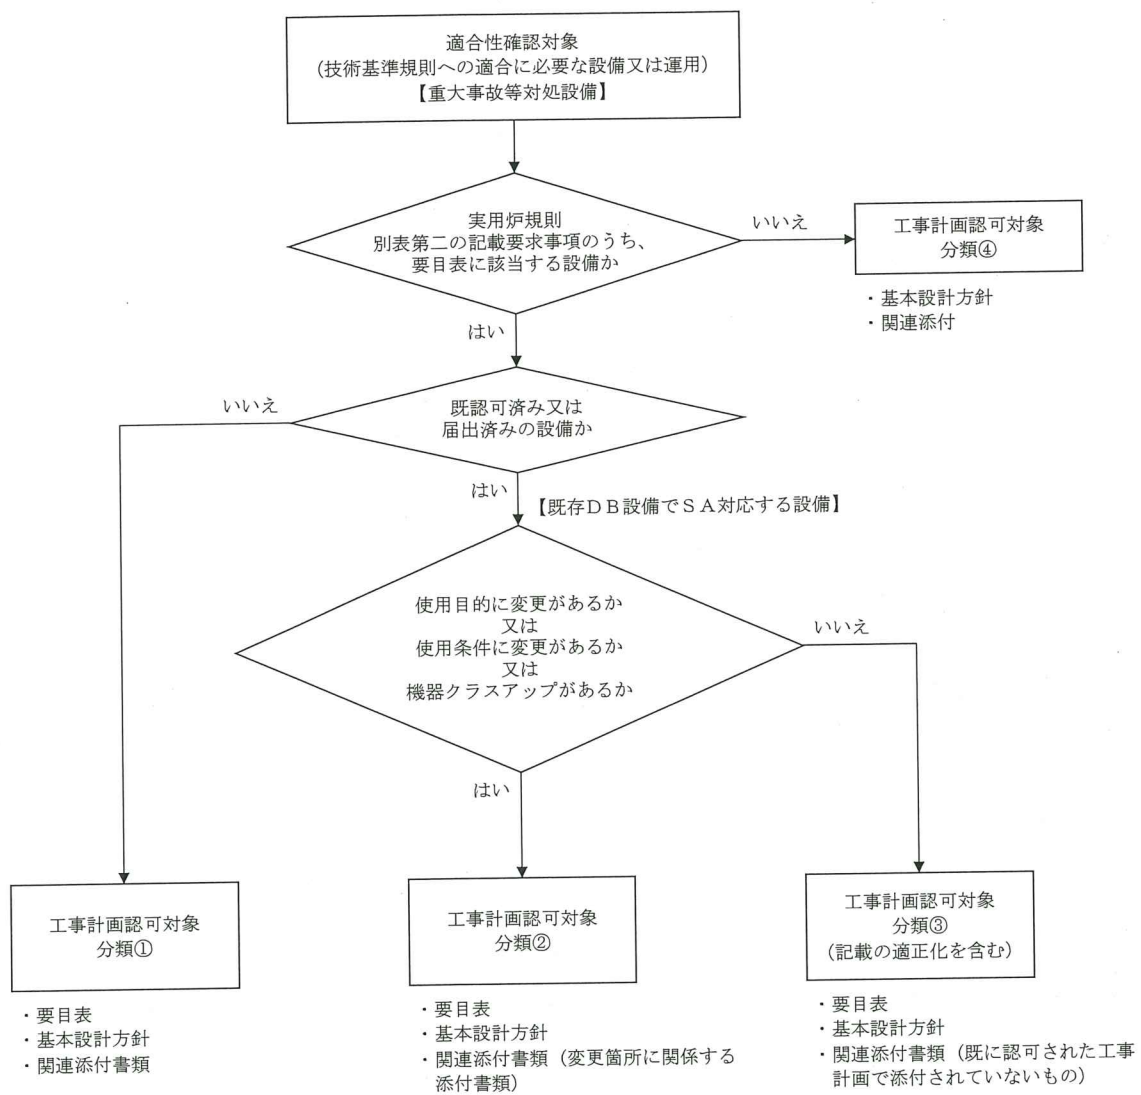 適合性確認対象
（技術基準規則への適合に必要な設備又は運用）
【重大事故等対処設備】
実用炉規則
別表第二の記載要求事項のうち、
要目表に該当する設備か
いいえ
工事計画認可対象
分類④
・基本設計方針
・関連添付
はい
既認可済み又は
届出済みの設備か
いいえ
はい
【既存ＤＢ設備でＳＡ対応する設備】
使用目的に変更があるか
又は
使用条件に変更があるか
又は
機器クラスアップがあるか
いいえ
はい
工事計画認可対象
分類①
・要目表
・基本設計方針
・関連添付書類
工事計画認可対象
分類②
・要目表
・基本設計方針
・関連添付書類（変更箇所に関係する
添付書類）
工事計画認可対象
分類③
（記載の適正化を含む）
・要目表
・基本設計方針
・関連添付書類（既に認可された工事
計画で添付されていないもの）